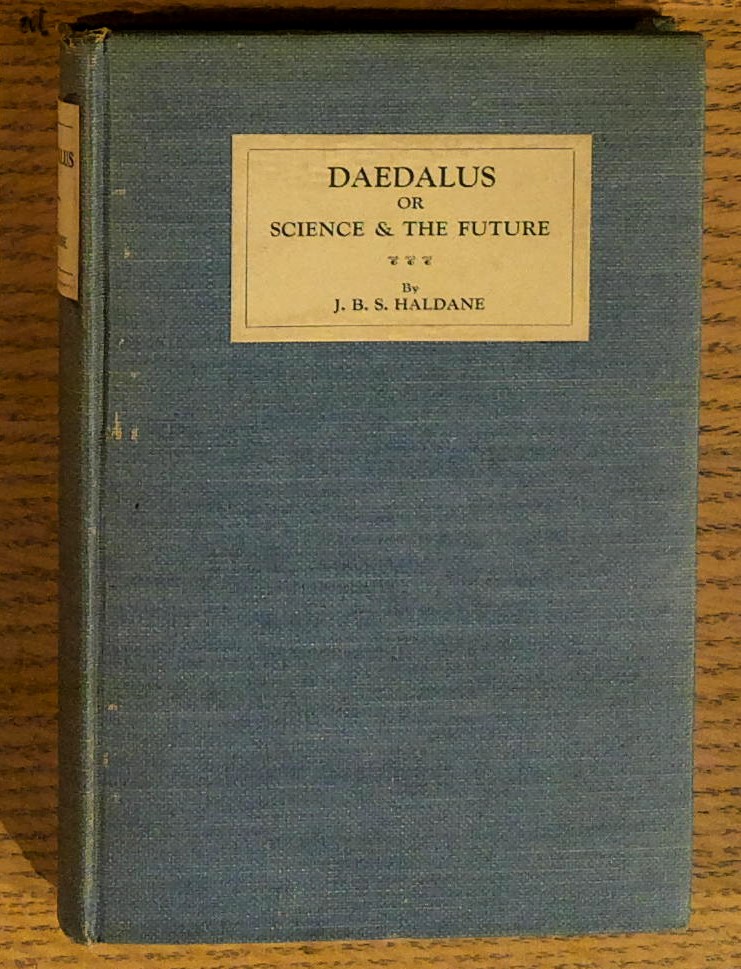 DAEDALUS
OR
SCIENCE & THE FUTURE
By
J. B. S. HALDANE